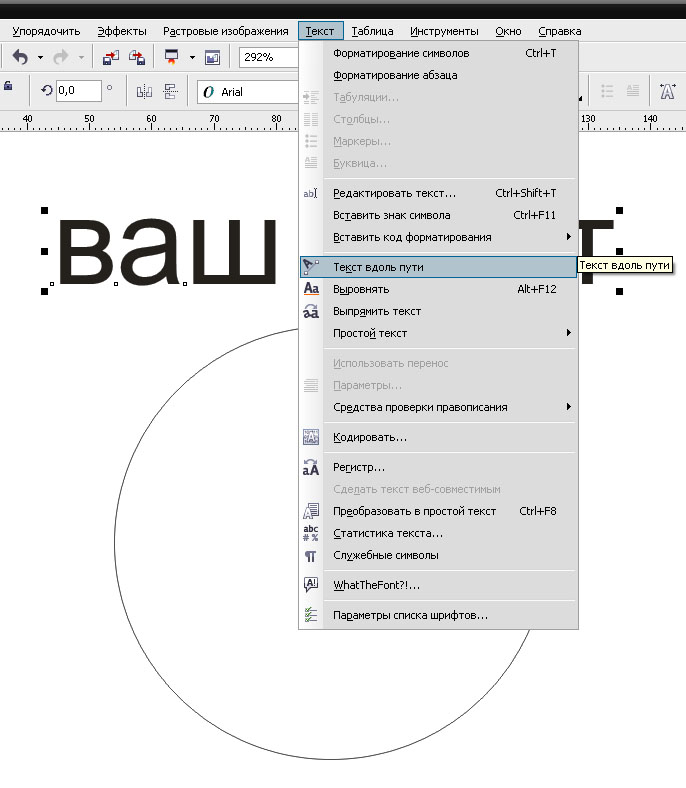 Упорядочить Эффекты Растровые изображения Текст Таблица Инструменты Окно Справка
292%
0,0 ° O Arial
40 50 60 70 80 130 140
Форматирование символов Ctrl+T
Форматирование абзаца
Табуляции...
Столбцы...
Маркеры...
Буквица...
Редактировать текст... Ctrl+Shift+T
Вставить знак символа Ctrl+F11
Вставить код форматирования
Текст вдоль пути
Текст вдоль пути
Выровнять Alt+F12
Выпрямить текст
Простой текст
Использовать перенос
Параметры...
Средства проверки правописания
Кодировать...
Регистр...
Сделать текст веб-совместимым
Преобразовать в простой текст Ctrl+F8
Статистика текста...
Служебные символы
WhatTheFont?!...
Параметры списка шрифтов...
ваш т